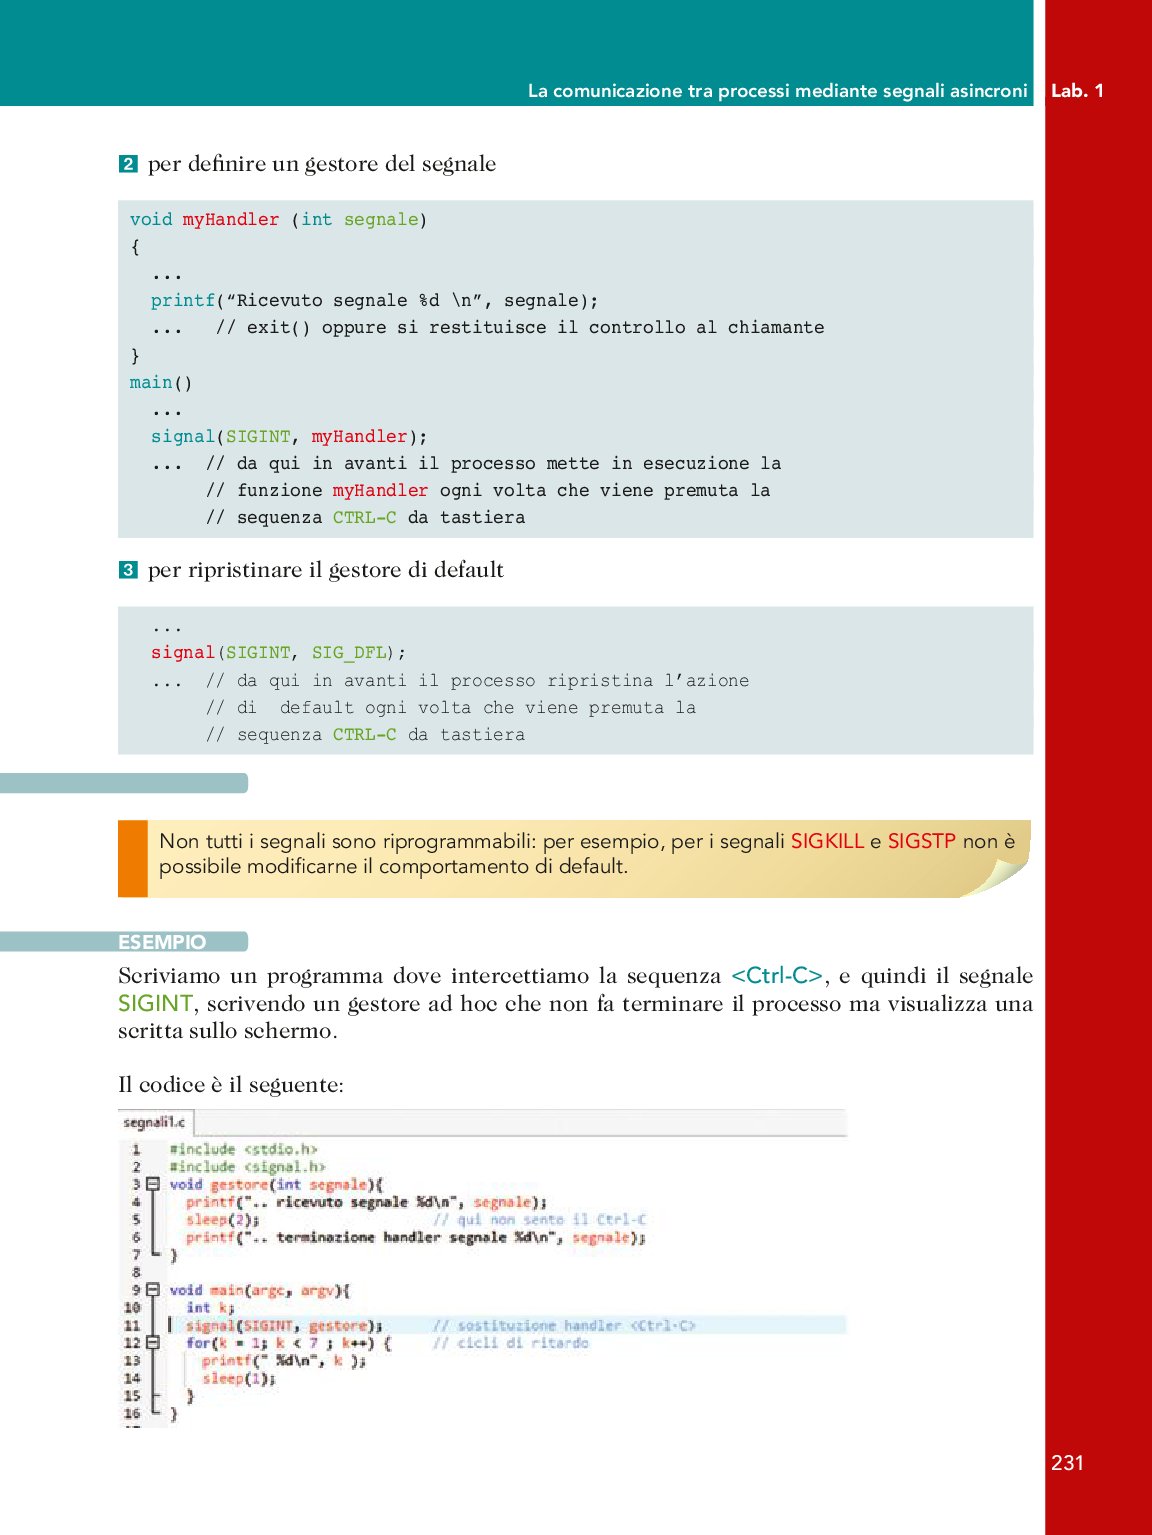 La comunicazione tra processi mediante segnali asincroni Lab. 1
2 per definire un gestore del segnale
void myHandler (int segnale)
{
...
printf(“Ricevuto segnale %d \n”, segnale);
... // exit() oppure si restituisce il controllo al chiamante
}
main()
...
signal(SIGINT, myHandler);
... // da qui in avanti il processo mette in esecuzione la
// funzione myHandler ogni volta che viene premuta la
// sequenza CTRL-C da tastiera
3 per ripristinare il gestore di default
...
signal(SIGINT, SIG_DFL);
... // da qui in avanti il processo ripristina l’azione
// di default ogni volta che viene premuta la
// sequenza CTRL-C da tastiera
Non tutti i segnali sono riprogrammabili: per esempio, per i segnali SIGKILL e SIGSTP non è
possibile modificarne il comportamento di default.
ESEMPIO
Scriviamo un programma dove intercettiamo la sequenza <Ctrl-C>, e quindi il segnale
SIGINT, scrivendo un gestore ad hoc che non fa terminare il processo ma visualizza una
scritta sullo schermo.
Il codice è il seguente:
segnali1.c
1 #include <stdio.h>
2 #include <signal.h>
3 void gestore(int segnale){
4 printf(".. ricevuto segnale %d\n", segnale);
5 sleep(2); // qui non sento il Ctrl-C
6 printf(".. terminazione handler segnale %d\n", segnale);
7 }
8
9 void main(argc, argv){
10 int k;
11 signal(SIGINT, gestore); // sostituzione handler <Ctrl-C>
12 for(k = 1; k < 7 ; k++) { // cicli di ritardo
13 printf(" %d\n", k );
14 sleep(1);
15 }
16 }
231